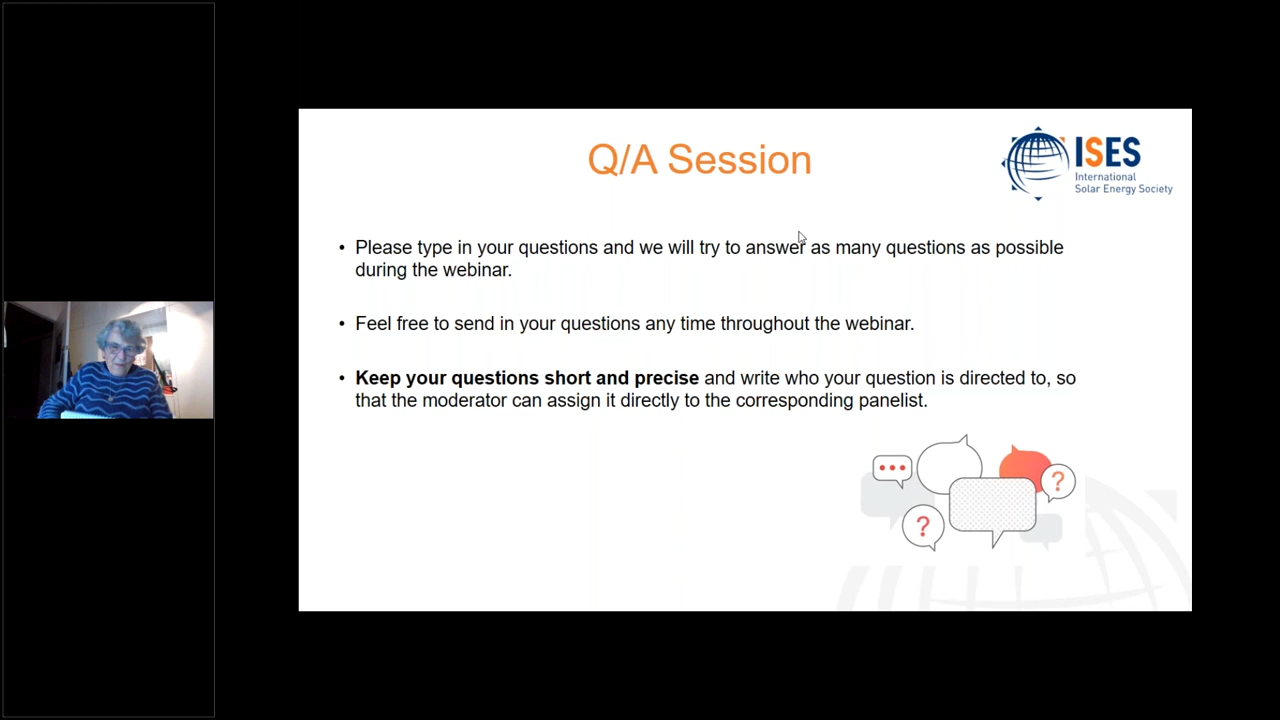 Q/A Session
ISES
International
Solar Energy Society
• Please type in your questions and we will try to answer as many questions as possible
during the webinar.
• Feel free to send in your questions any time throughout the webinar.
• Keep your questions short and precise and write who your question is directed to, so
that the moderator can assign it directly to the corresponding panelist.
?
?